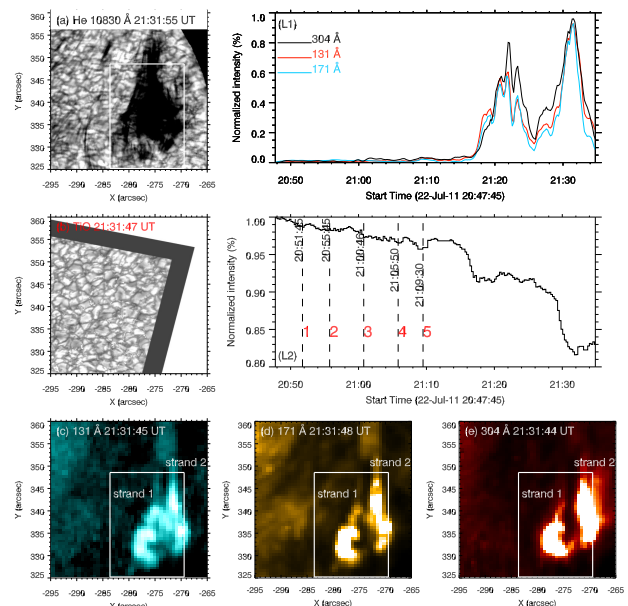 (a) He 10830 Å 21:31:55 UT
Y (arcsec)
360
355
350
345
340
335
330
325
-295 -290 -285 -280 -275 -270 -265
X (arcsec)
(L1)
304 Å
131 Å
171 Å
Normalized intensity (%)
1.0
0.8
0.6
0.4
0.2
0.0
20:50 21:00 21:10 21:20 21:30
Start Time (22-Jul-11 20:47:45)
(b) TiO 21:31:47 UT
Y (arcsec)
360
355
350
345
340
335
330
325
-295 -290 -285 -280 -275 -270 -265
X (arcsec)
Normalized intensity (%)
1.00
0.95
0.90
0.85
0.80
20:51:45
20:55:45
21:00:46
21:05:50
21:09:30
1 2 3 4 5
(L2)
20:50 21:00 21:10 21:20 21:30
Start Time (22-Jul-11 20:47:45)
(c) 131 Å 21:31:45 UT
strand 2
strand 1
Y (arcsec)
360
355
350
345
340
335
330
325
-295 -290 -285 -280 -275 -270 -265
X (arcsec)
(d) 171 Å 21:31:48 UT
strand 2
strand 1
Y (arcsec)
360
355
350
345
340
335
330
325
-295 -290 -285 -280 -275 -270 -265
X (arcsec)
(e) 304 Å 21:31:44 UT
strand 2
strand 1
Y (arcsec)
360
355
350
345
340
335
330
325
-295 -290 -285 -280 -275 -270 -265
X (arcsec)